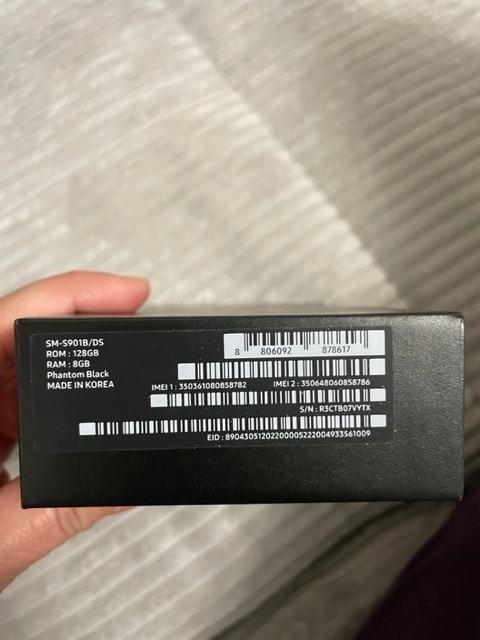 SM-S901B/DS
ROM : 128GB
RAM : 8GB
Phantom Black
MADE IN KOREA
8 806092 878617
IMEI 1 : 350361080858782 IMEI 2 : 350648060858786
S/N : R3CTB07VYTX
EID : 89043051202200005222004933561009